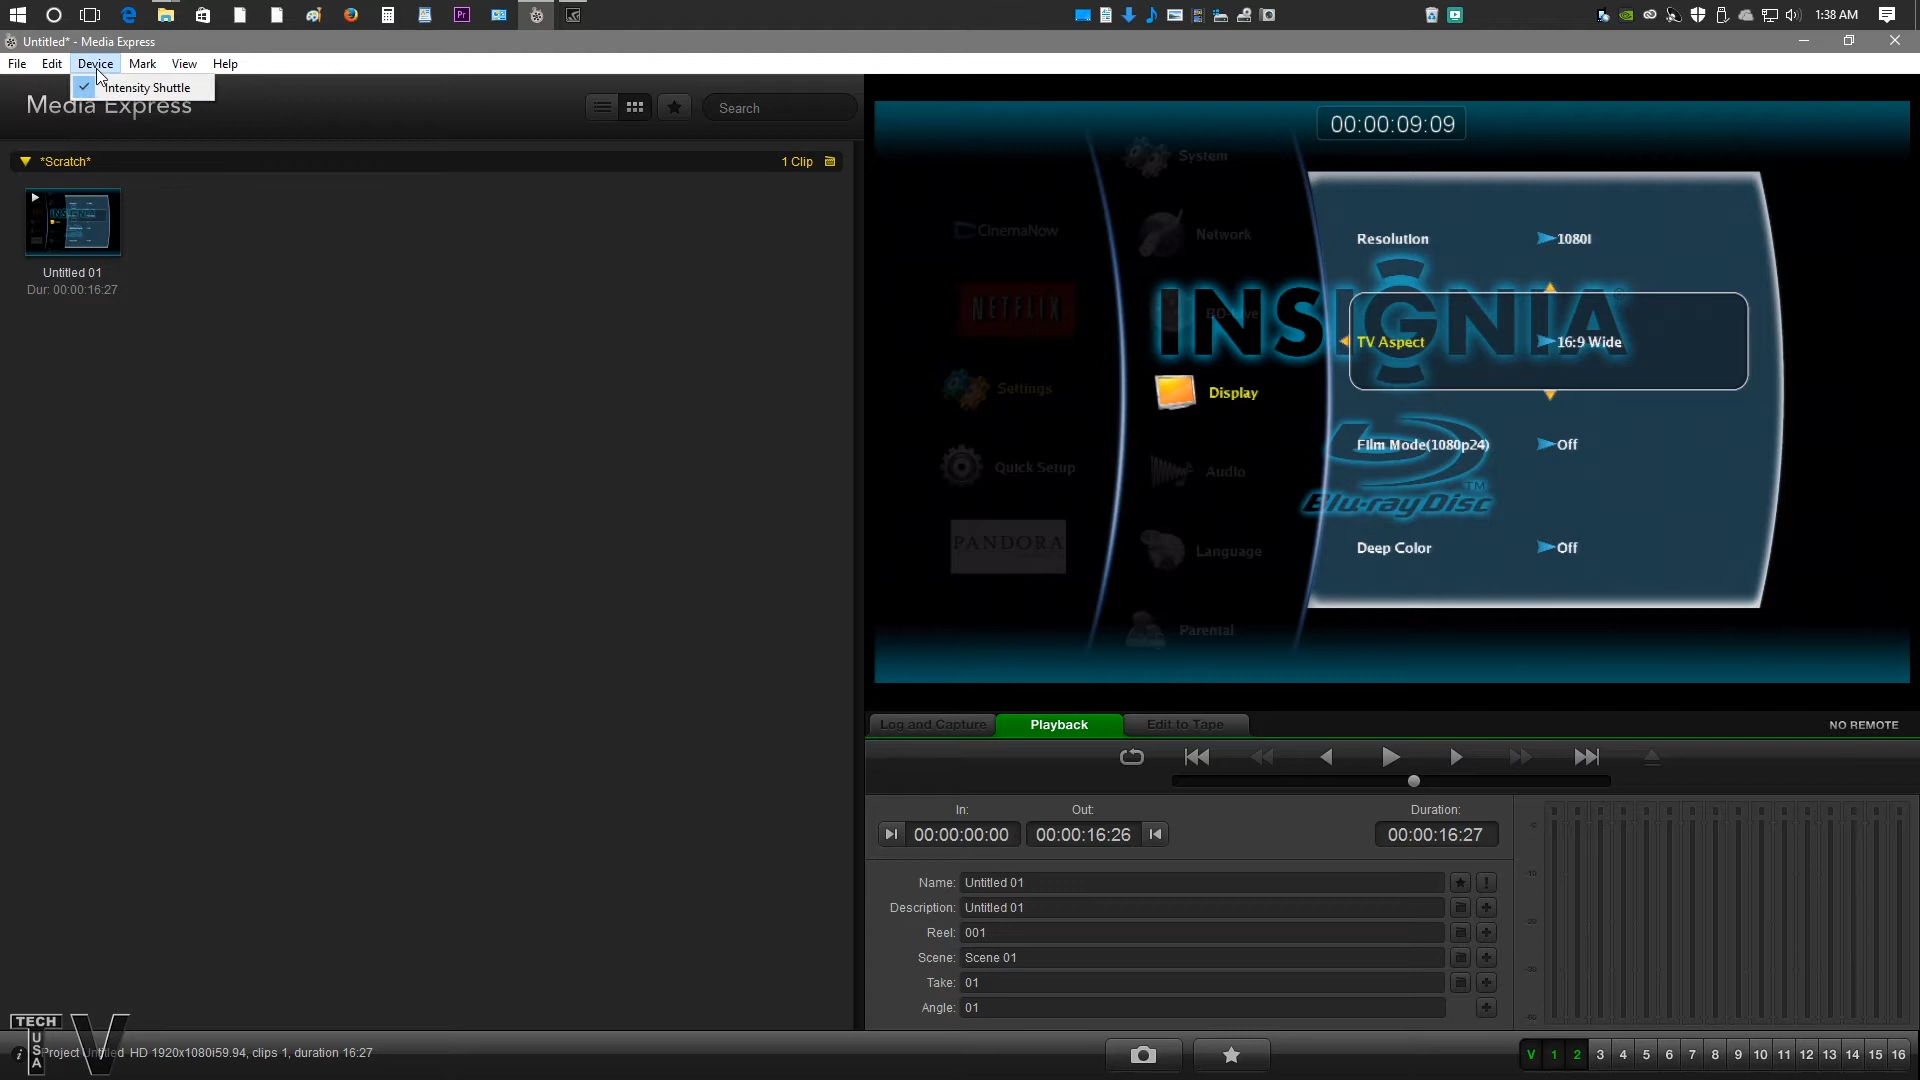 1:38 AM
Untitled* - Media Express
File Edit Device Mark View Help
Intensity Shuttle
Media Express
Search
*Scratch*
1 Clip
Untitled 01
Dur: 00:00:16:27
00:00:09:09
System
CinemaNow
Network
Resolution 1080I
NETFLIX
BD-Live
INSIGNIA
TV Aspect 16:9 Wide
Settings
Display
Film Mode(1080p24) Off
Quick Setup
Audio
Blu-ray Disc
TM
PANDORA
Language
Deep Color Off
Parental
Log and Capture Playback Edit to Tape
NO REMOTE
In: Out: Duration:
00:00:00:00 00:00:16:26 00:00:16:27
Name: Untitled 01
Description: Untitled 01
Reel: 001
Scene: Scene 01
Take: 01
Angle: 01
TECH
USA
TV
Project Untitled HD 1920x1080i59.94, clips 1, duration 16:27
V 1 2 3 4 5 6 7 8 9 10 11 12 13 14 15 16